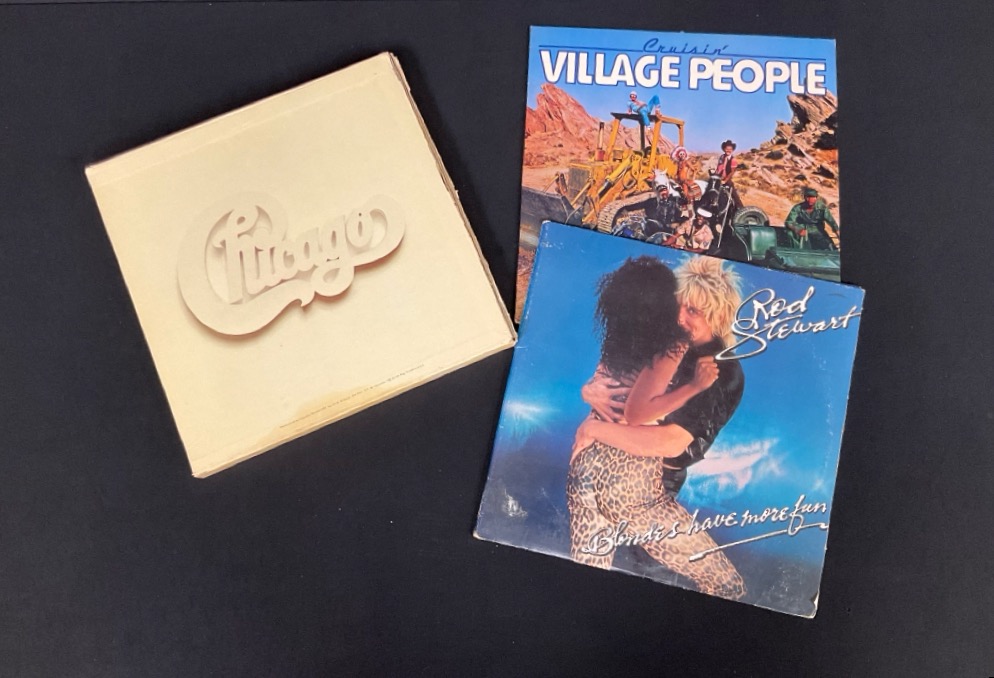 Chicago
Cruisin'
VILLAGE PEOPLE
Rod
Stewart
Blondes have more fun